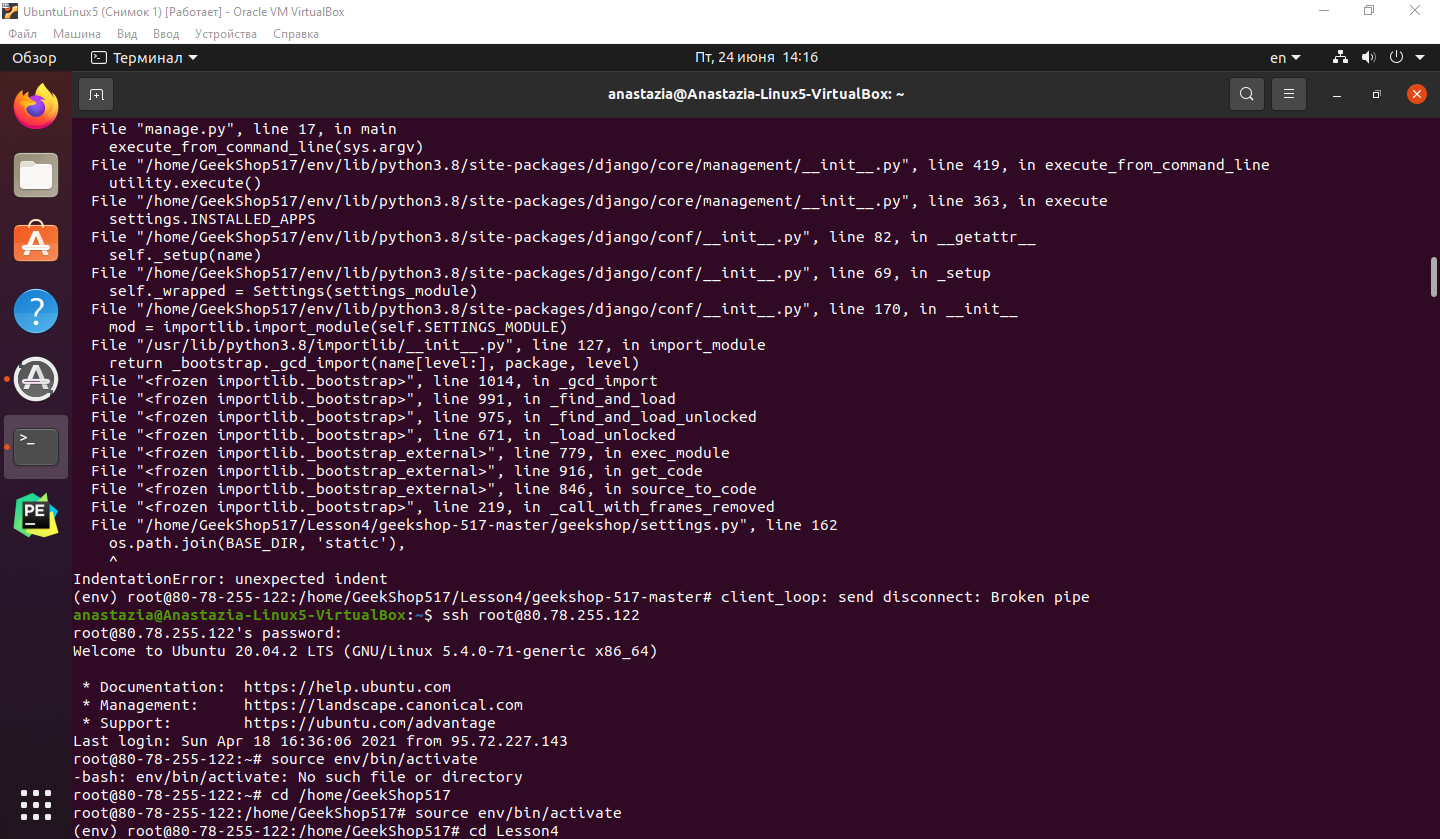 UbuntuLinux5 (Снимок 1) [Работает] - Oracle VM VirtualBox
Файл Машина Вид Ввод Устройства Справка
Обзор Терминал Пт, 24 июня 14:16 en
anastazia@Anastazia-Linux5-VirtualBox: ~
File "manage.py", line 17, in main
execute_from_command_line(sys.argv)
File "/home/GeekShop517/env/lib/python3.8/site-packages/django/core/management/__init__.py", line 419, in execute_from_command_line
utility.execute()
File "/home/GeekShop517/env/lib/python3.8/site-packages/django/core/management/__init__.py", line 363, in execute
settings.INSTALLED_APPS
File "/home/GeekShop517/env/lib/python3.8/site-packages/django/conf/__init__.py", line 82, in __getattr__
self._setup(name)
File "/home/GeekShop517/env/lib/python3.8/site-packages/django/conf/__init__.py", line 69, in _setup
self._wrapped = Settings(settings_module)
File "/home/GeekShop517/env/lib/python3.8/site-packages/django/conf/__init__.py", line 170, in __init__
mod = importlib.import_module(self.SETTINGS_MODULE)
File "/usr/lib/python3.8/importlib/__init__.py", line 127, in import_module
return _bootstrap._gcd_import(name[level:], package, level)
File "<frozen importlib._bootstrap>", line 1014, in _gcd_import
File "<frozen importlib._bootstrap>", line 991, in _find_and_load
File "<frozen importlib._bootstrap>", line 975, in _find_and_load_unlocked
File "<frozen importlib._bootstrap>", line 671, in _load_unlocked
File "<frozen importlib._bootstrap_external>", line 779, in exec_module
File "<frozen importlib._bootstrap_external>", line 916, in get_code
File "<frozen importlib._bootstrap_external>", line 846, in source_to_code
File "<frozen importlib._bootstrap>", line 219, in _call_with_frames_removed
File "/home/GeekShop517/Lesson4/geekshop-517-master/geekshop/settings.py", line 162
os.path.join(BASE_DIR, 'static'),
^
IndentationError: unexpected indent
(env) root@80-78-255-122:/home/GeekShop517/Lesson4/geekshop-517-master# client_loop: send disconnect: Broken pipe
anastazia@Anastazia-Linux5-VirtualBox:~$ ssh root@80.78.255.122
root@80.78.255.122's password:
Welcome to Ubuntu 20.04.2 LTS (GNU/Linux 5.4.0-71-generic x86_64)
* Documentation: https://help.ubuntu.com
* Management: https://landscape.canonical.com
* Support: https://ubuntu.com/advantage
Last login: Sun Apr 18 16:36:06 2021 from 95.72.227.143
root@80-78-255-122:~# source env/bin/activate
-bash: env/bin/activate: No such file or directory
root@80-78-255-122:~# cd /home/GeekShop517
root@80-78-255-122:/home/GeekShop517# source env/bin/activate
(env) root@80-78-255-122:/home/GeekShop517# cd Lesson4
PE